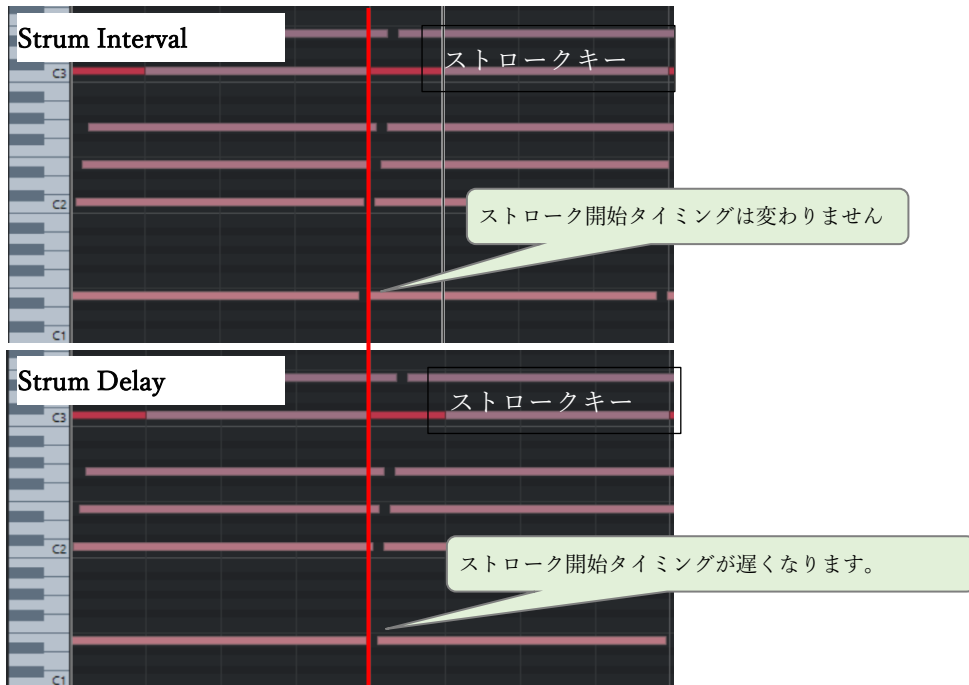 Strum Interval
ストロークキー
C3
C2
ストローク開始タイミングは変わりません
C1
Strum Delay
ストロークキー
C3
C2
ストローク開始タイミングが遅くなります。
C1